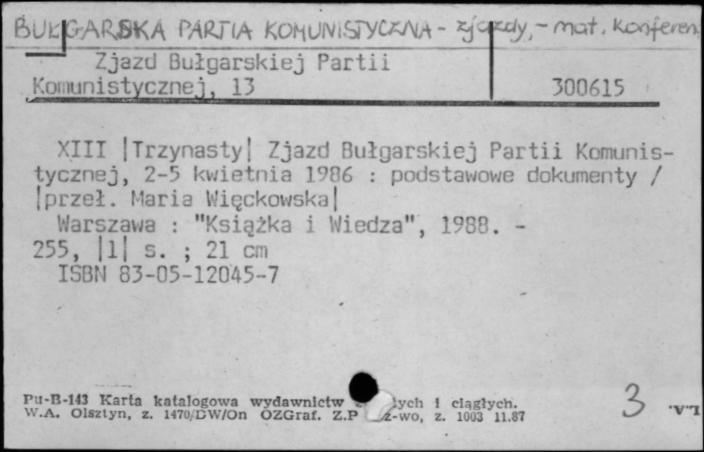 BUŁGARSKA PARTIA KOMUNISTYCZNA - zjazdy, - mat. konferen
Zjazd Bułgarskiej Partii
Komunistycznej, 13 300615
XIII |Trzynasty| Zjazd Bułgarskiej Partii Komunis-
tycznej, 2-5 kwietnia 1986 : podstawowe dokumenty /
|przeł. Maria Więckowska|
Warszawa : "Książka i Wiedza", 1988. -
255, |1| s. ; 21 cm
ISBN 83-05-12045-7
Pu-B-143 Karta katalogowa wydawnictw ych i ciągłych.
W.A. Olsztyn, z. 1470/DW/On OZGraf. Z.P z-wo, z. 1003 11.87
3